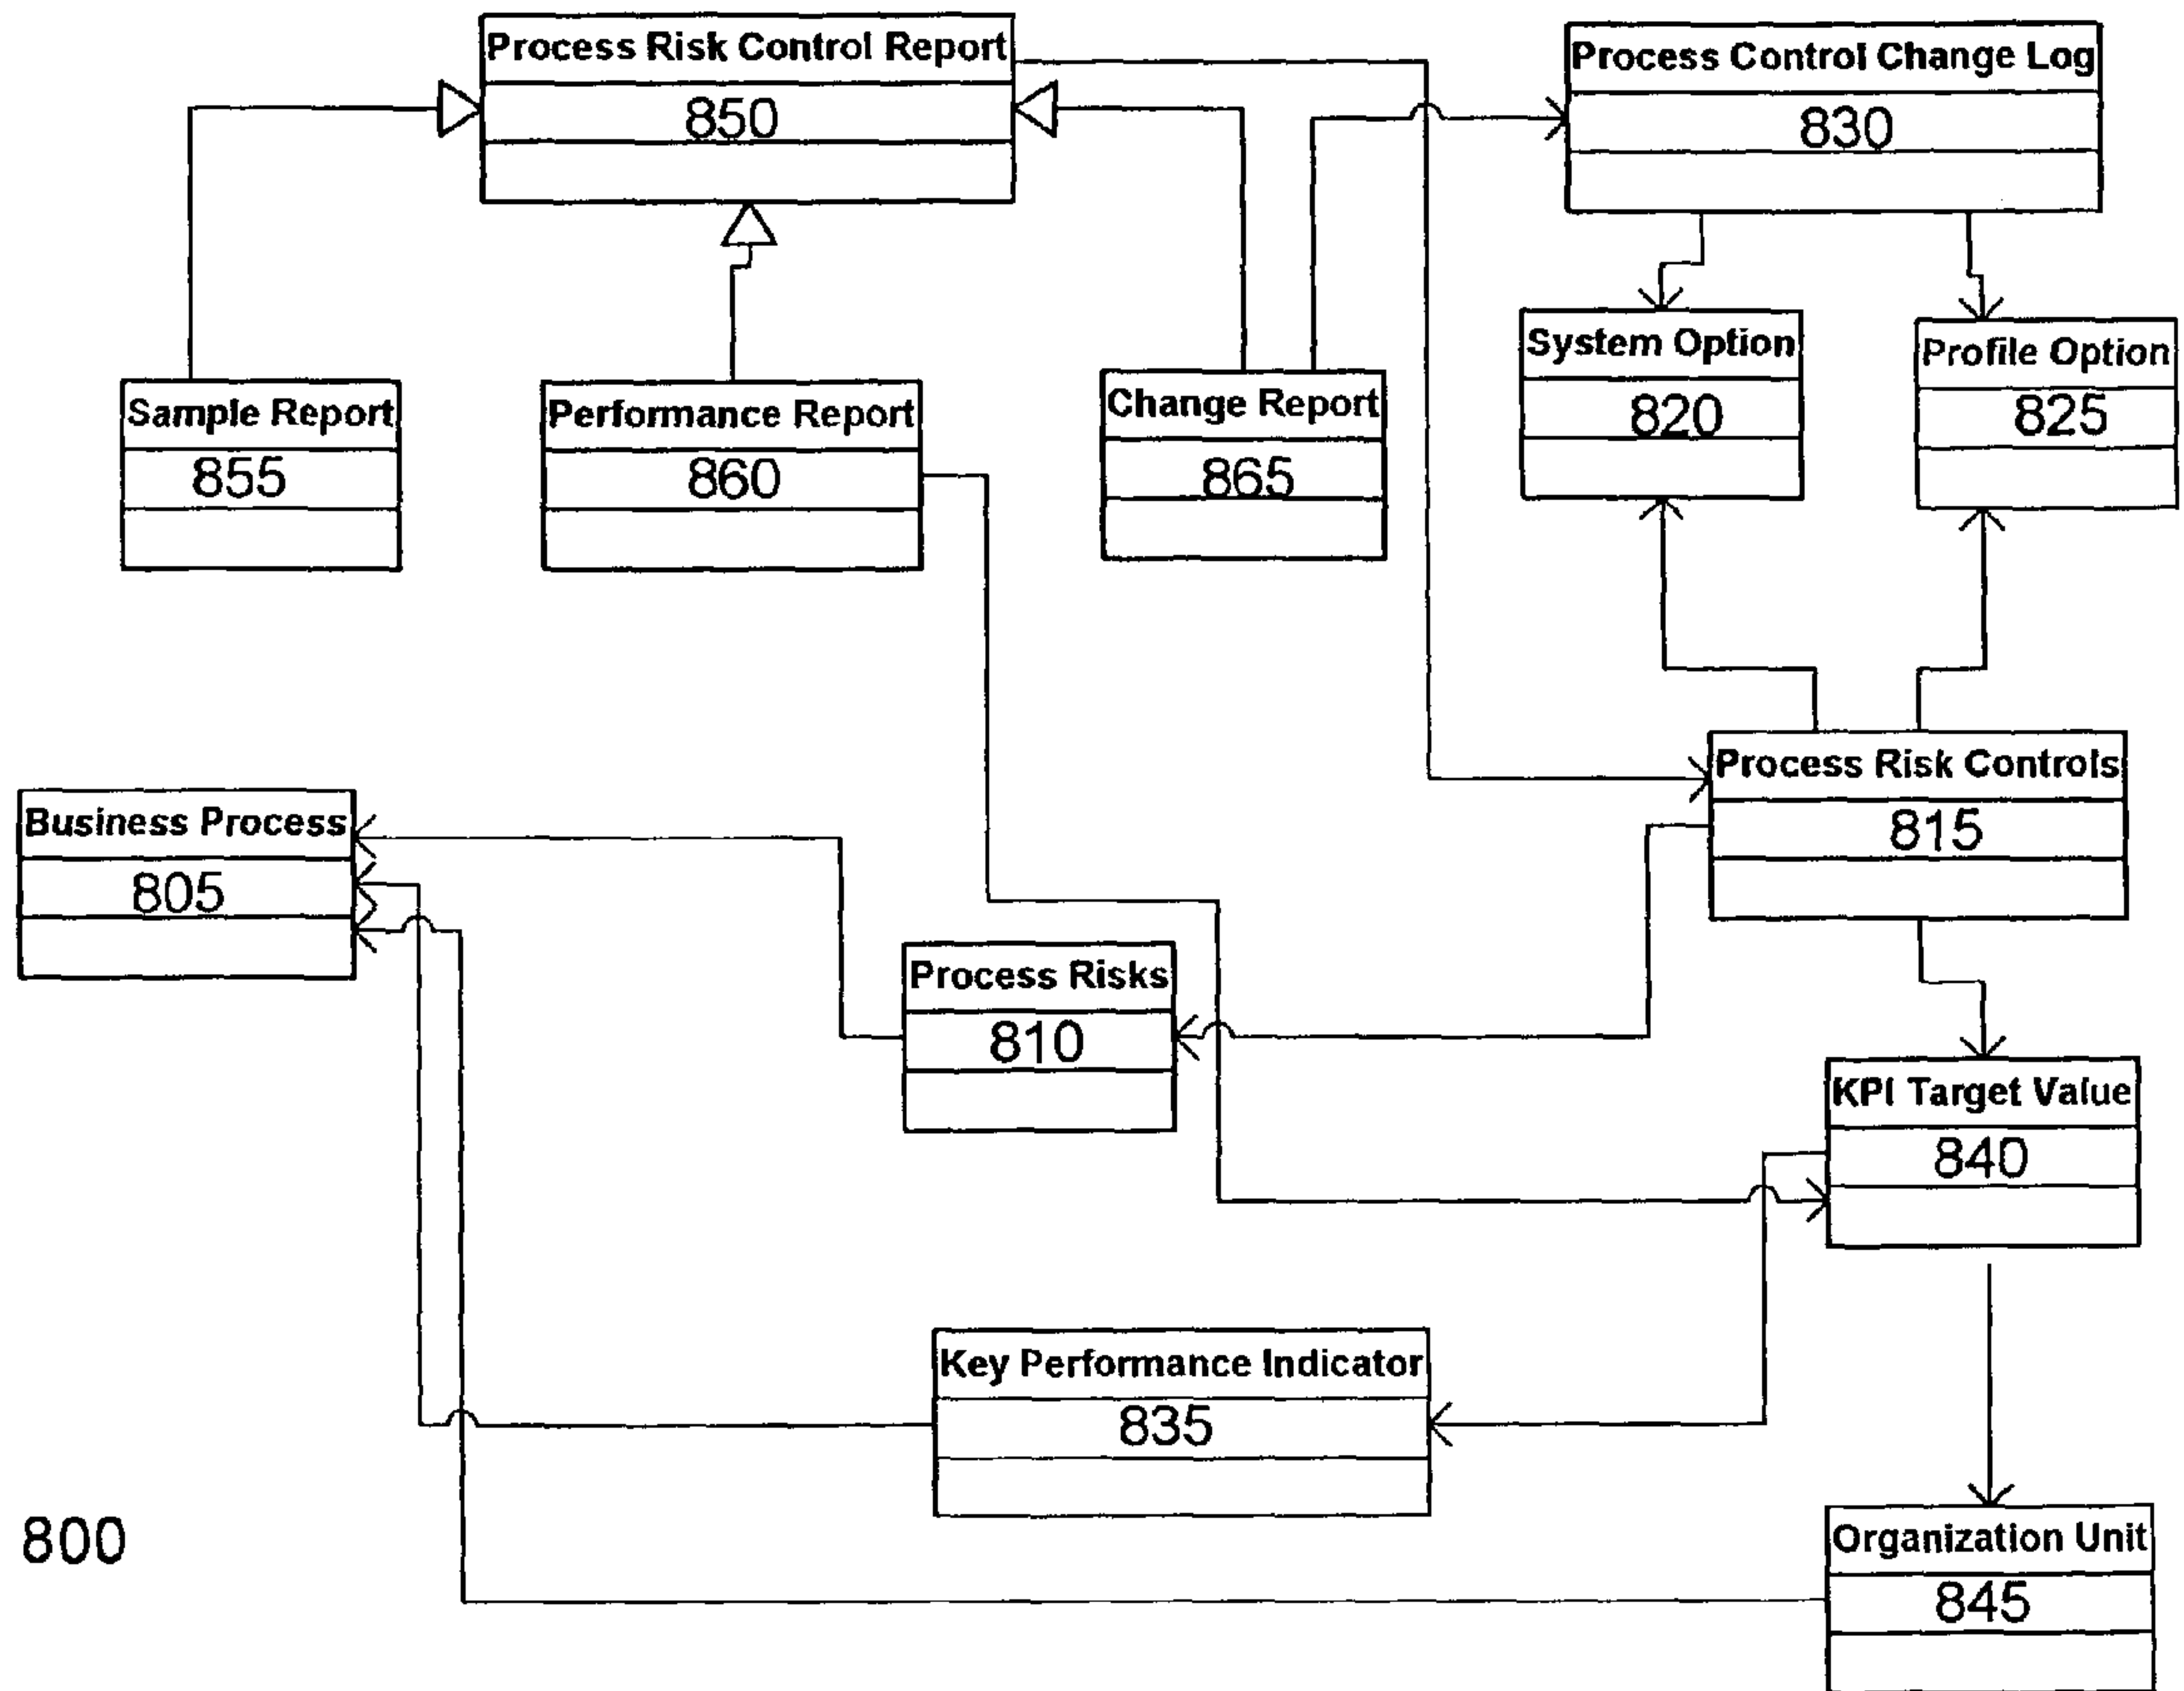 Process Risk Control Report
850
Process Control Change Log
830
System Option
820
Profile Option
825
Sample Report
855
Performance Report
860
Change Report
865
Process Risk Controls
815
Business Process
805
Process Risks
810
KPI Target Value
840
Key Performance Indicator
835
800
Organization Unit
845